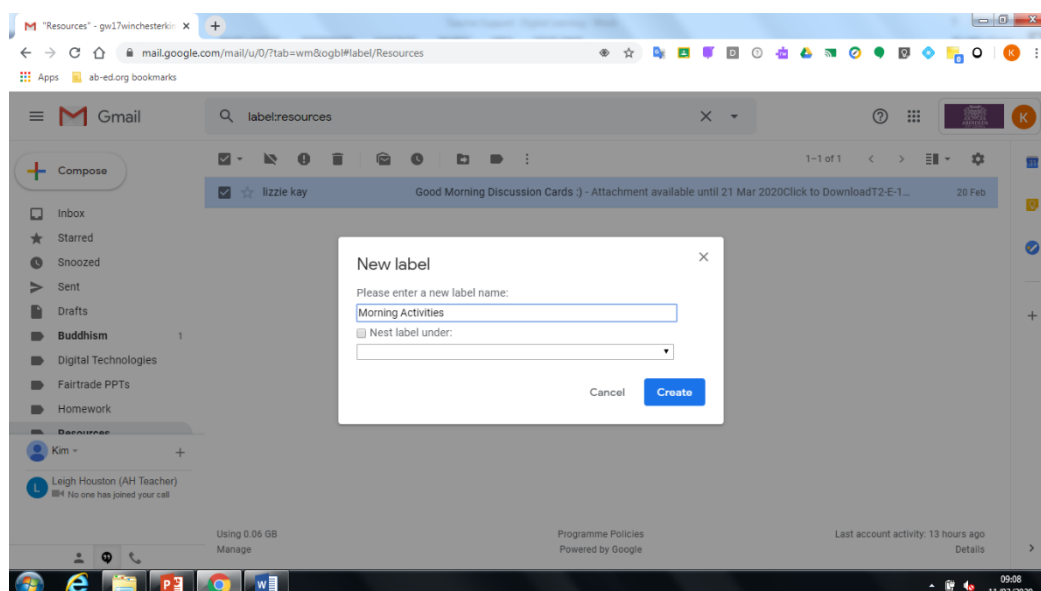 "Resources" - gw17winchesterkin
mail.google.com/mail/u/0/?tab=wm&ogbl#label/Resources
Apps ab-ed.org bookmarks
Gmail
label:resources
K
Compose
1–1 of 1
lizzie kay Good Morning Discussion Cards :) - Attachment available until 21 Mar 2020Click to DownloadT2-E-1... 20 Feb
Inbox
Starred
Snoozed
Sent
Drafts
Buddhism 1
Digital Technologies
Fairtrade PPTs
Homework
Resources
New label
Please enter a new label name:
Morning Activities
Nest label under:
Cancel Create
Kim
Leigh Houston (AH Teacher)
No one has joined your call
Using 0.06 GB
Manage
Programme Policies
Powered by Google
Last account activity: 13 hours ago
Details
09:08